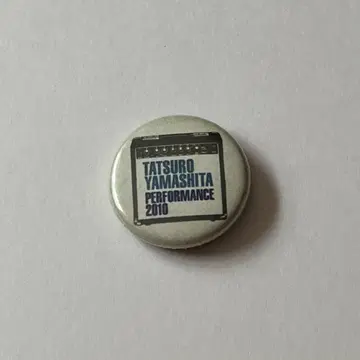 TATSURO
YAMASHITA
PERFORMANCE
2010